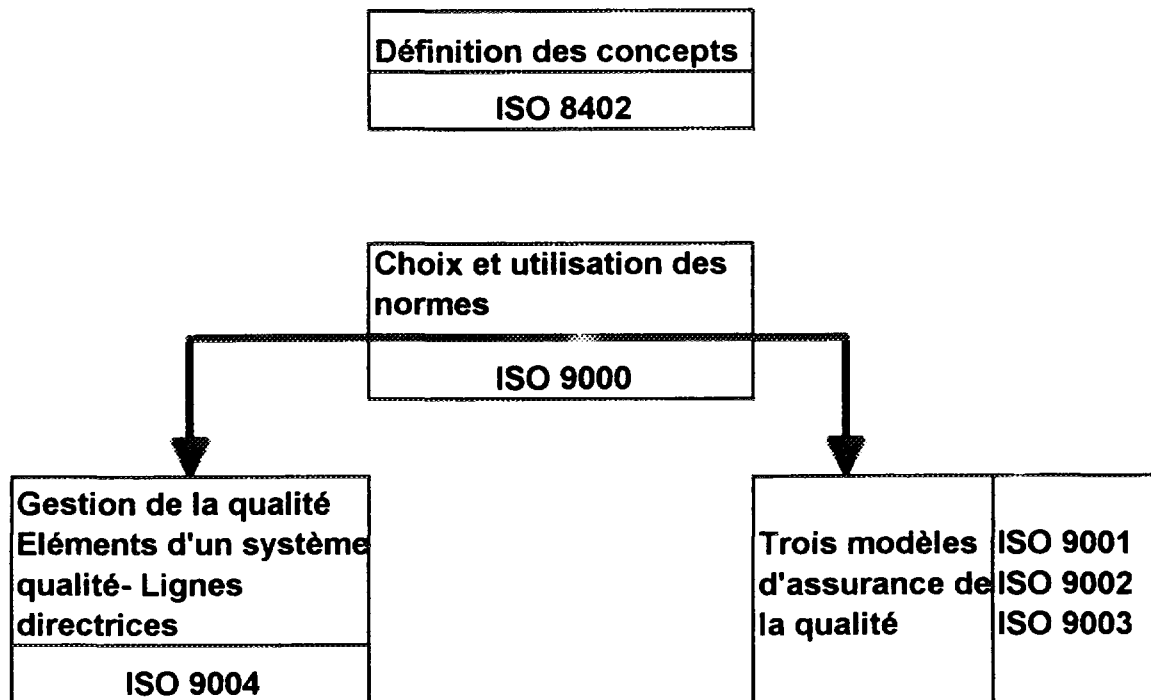 Définition des concepts
ISO 8402
Choix et utilisation des
normes
ISO 9000
Gestion de la qualité
Eléments d'un système
qualité- Lignes
directrices
ISO 9004
Trois modèles
d'assurance de
la qualité
ISO 9001
ISO 9002
ISO 9003